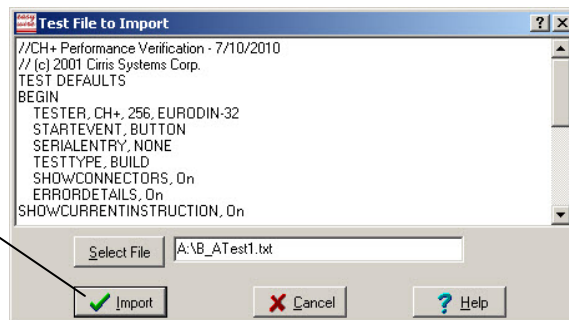 easy wire Test File to Import ? X
//CH+ Performance Verification - 7/10/2010
// (c) 2001 Cirris Systems Corp.
TEST DEFAULTS
BEGIN
TESTER, CH+, 256, EURODIN-32
STARTEVENT, BUTTON
SERIALENTRY, NONE
TESTTYPE, BUILD
SHOWCONNECTORS, On
ERRORDETAILS, On
SHOWCURRENTINSTRUCTION, On
Select File A:\B_ATest1.txt
Import Cancel ? Help